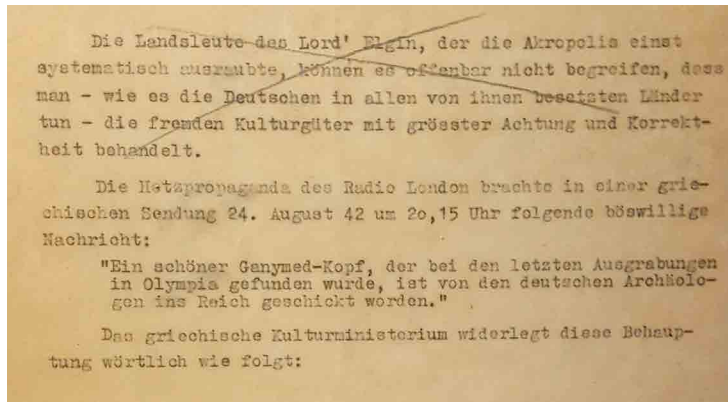 Die Landsleute des Lord' Elgin, der die Akropolis einst
systematisch ausraubte, können es offenbar nicht begreifen, dass
man - wie es die Deutschen in allen von ihnen besetzten Länder
tun - die fremden Kulturgüter mit grösster Achtung und Korrekt-
heit behandelt.
Die Hetzpropaganda des Radio London brachte in einer grie-
chischen Sendung 24. August 42 um 2o,15 Uhr folgende böswillige
Nachricht:
"Ein schöner Ganymed-Kopf, der bei den letzten Ausgrabungen
in Olympia gefunden wurde, ist von den deutschen Archäolo-
gen ins Reich geschickt worden."
Das griechische Kulturministerium widerlegt diese Behaup-
tung wörtlich wie folgt: